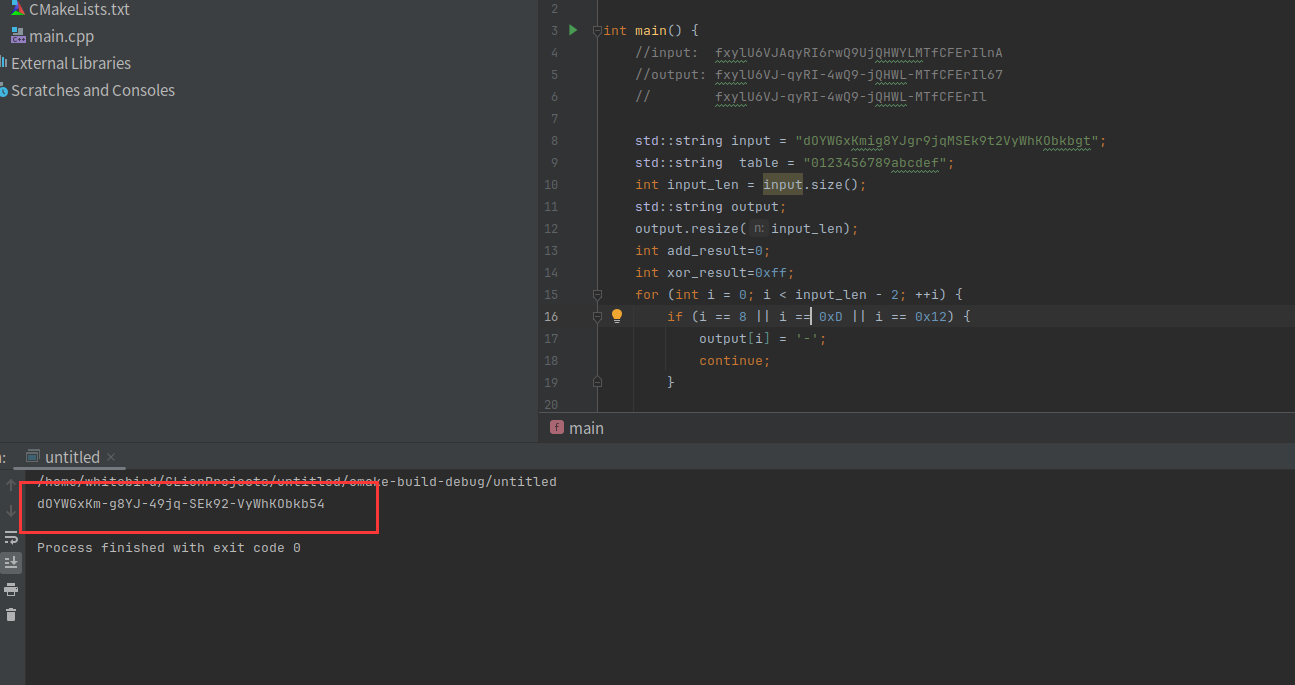 CMakeLists.txt
main.cpp
External Libraries
Scratches and Consoles
2
3 int main() {
4 //input: fxylU6VJAqyRI6rwQ9UjQHWYLMTfCFErIlnA
5 //output: fxylU6VJ-qyRI-4wQ9-jQHWL-MTfCFErIl67
6 // fxylU6VJ-qyRI-4wQ9-jQHWL-MTfCFErIl
7
8 std::string input = "dOYWGxKmig8YJgr9jqMSEk9t2VyWhKObkbgt";
9 std::string table = "0123456789abcdef";
10 int input_len = input.size();
11 std::string output;
12 output.resize( n: input_len);
13 int add_result=0;
14 int xor_result=0xff;
15 for (int i = 0; i < input_len - 2; ++i) {
16 if (i == 8 || i == 0xD || i == 0x12) {
17 output[i] = '-';
18 continue;
19 }
20
f main
: untitled ×
/home/whitebird/CLionProjects/untitled/cmake-build-debug/untitled
dOYWGxKm-g8YJ-49jq-SEk92-VyWhKObkb54
Process finished with exit code 0